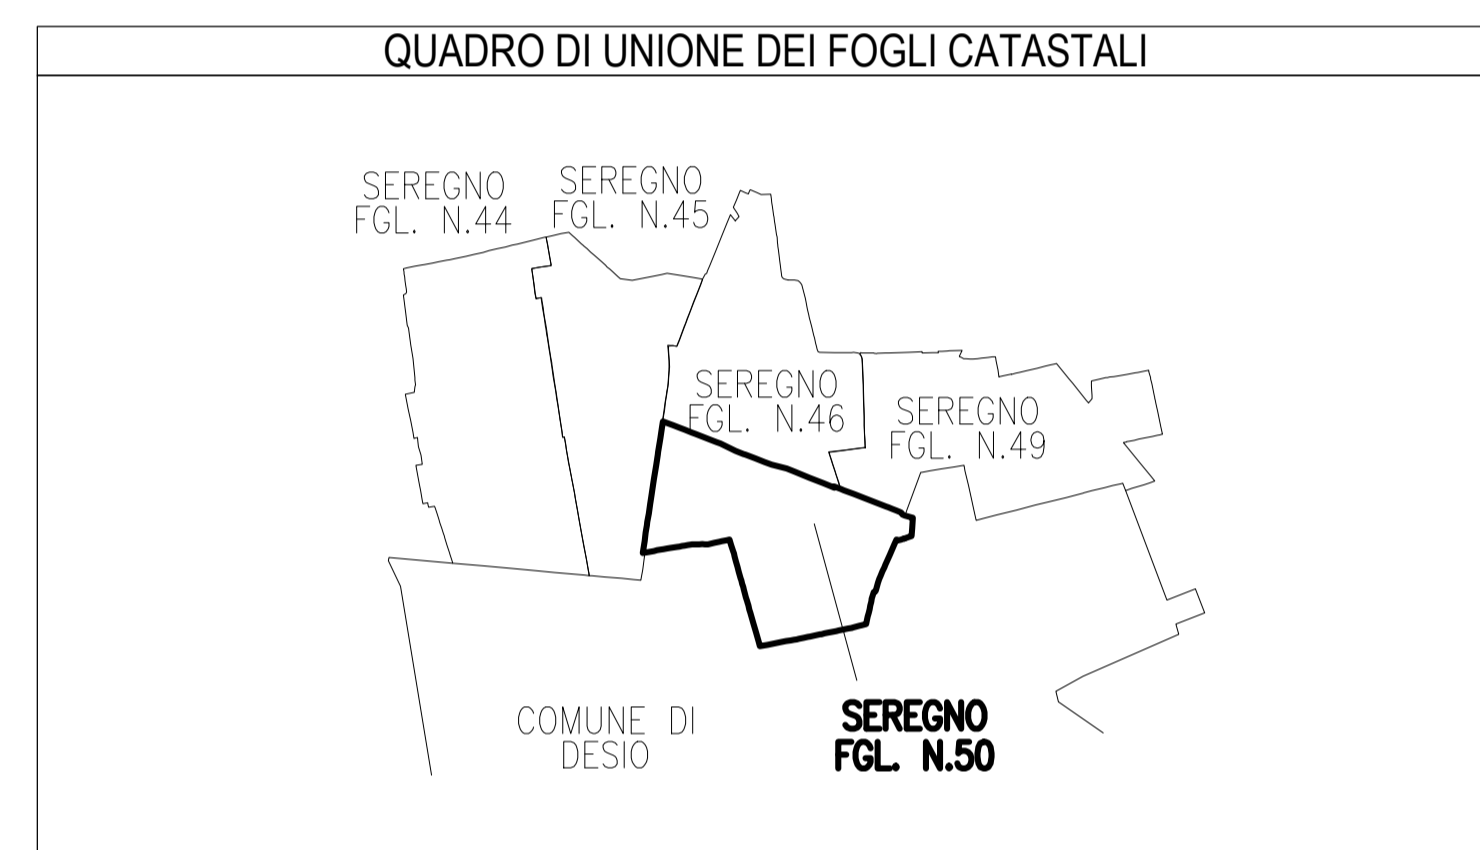 QUADRO DI UNIONE DEI FOGLI CATASTALI
SEREGNO
FGL. N.44
SEREGNO
FGL. N.45
SEREGNO
FGL. N.46
SEREGNO
FGL. N.49
COMUNE DI
DESIO
SEREGNO
FGL. N.50